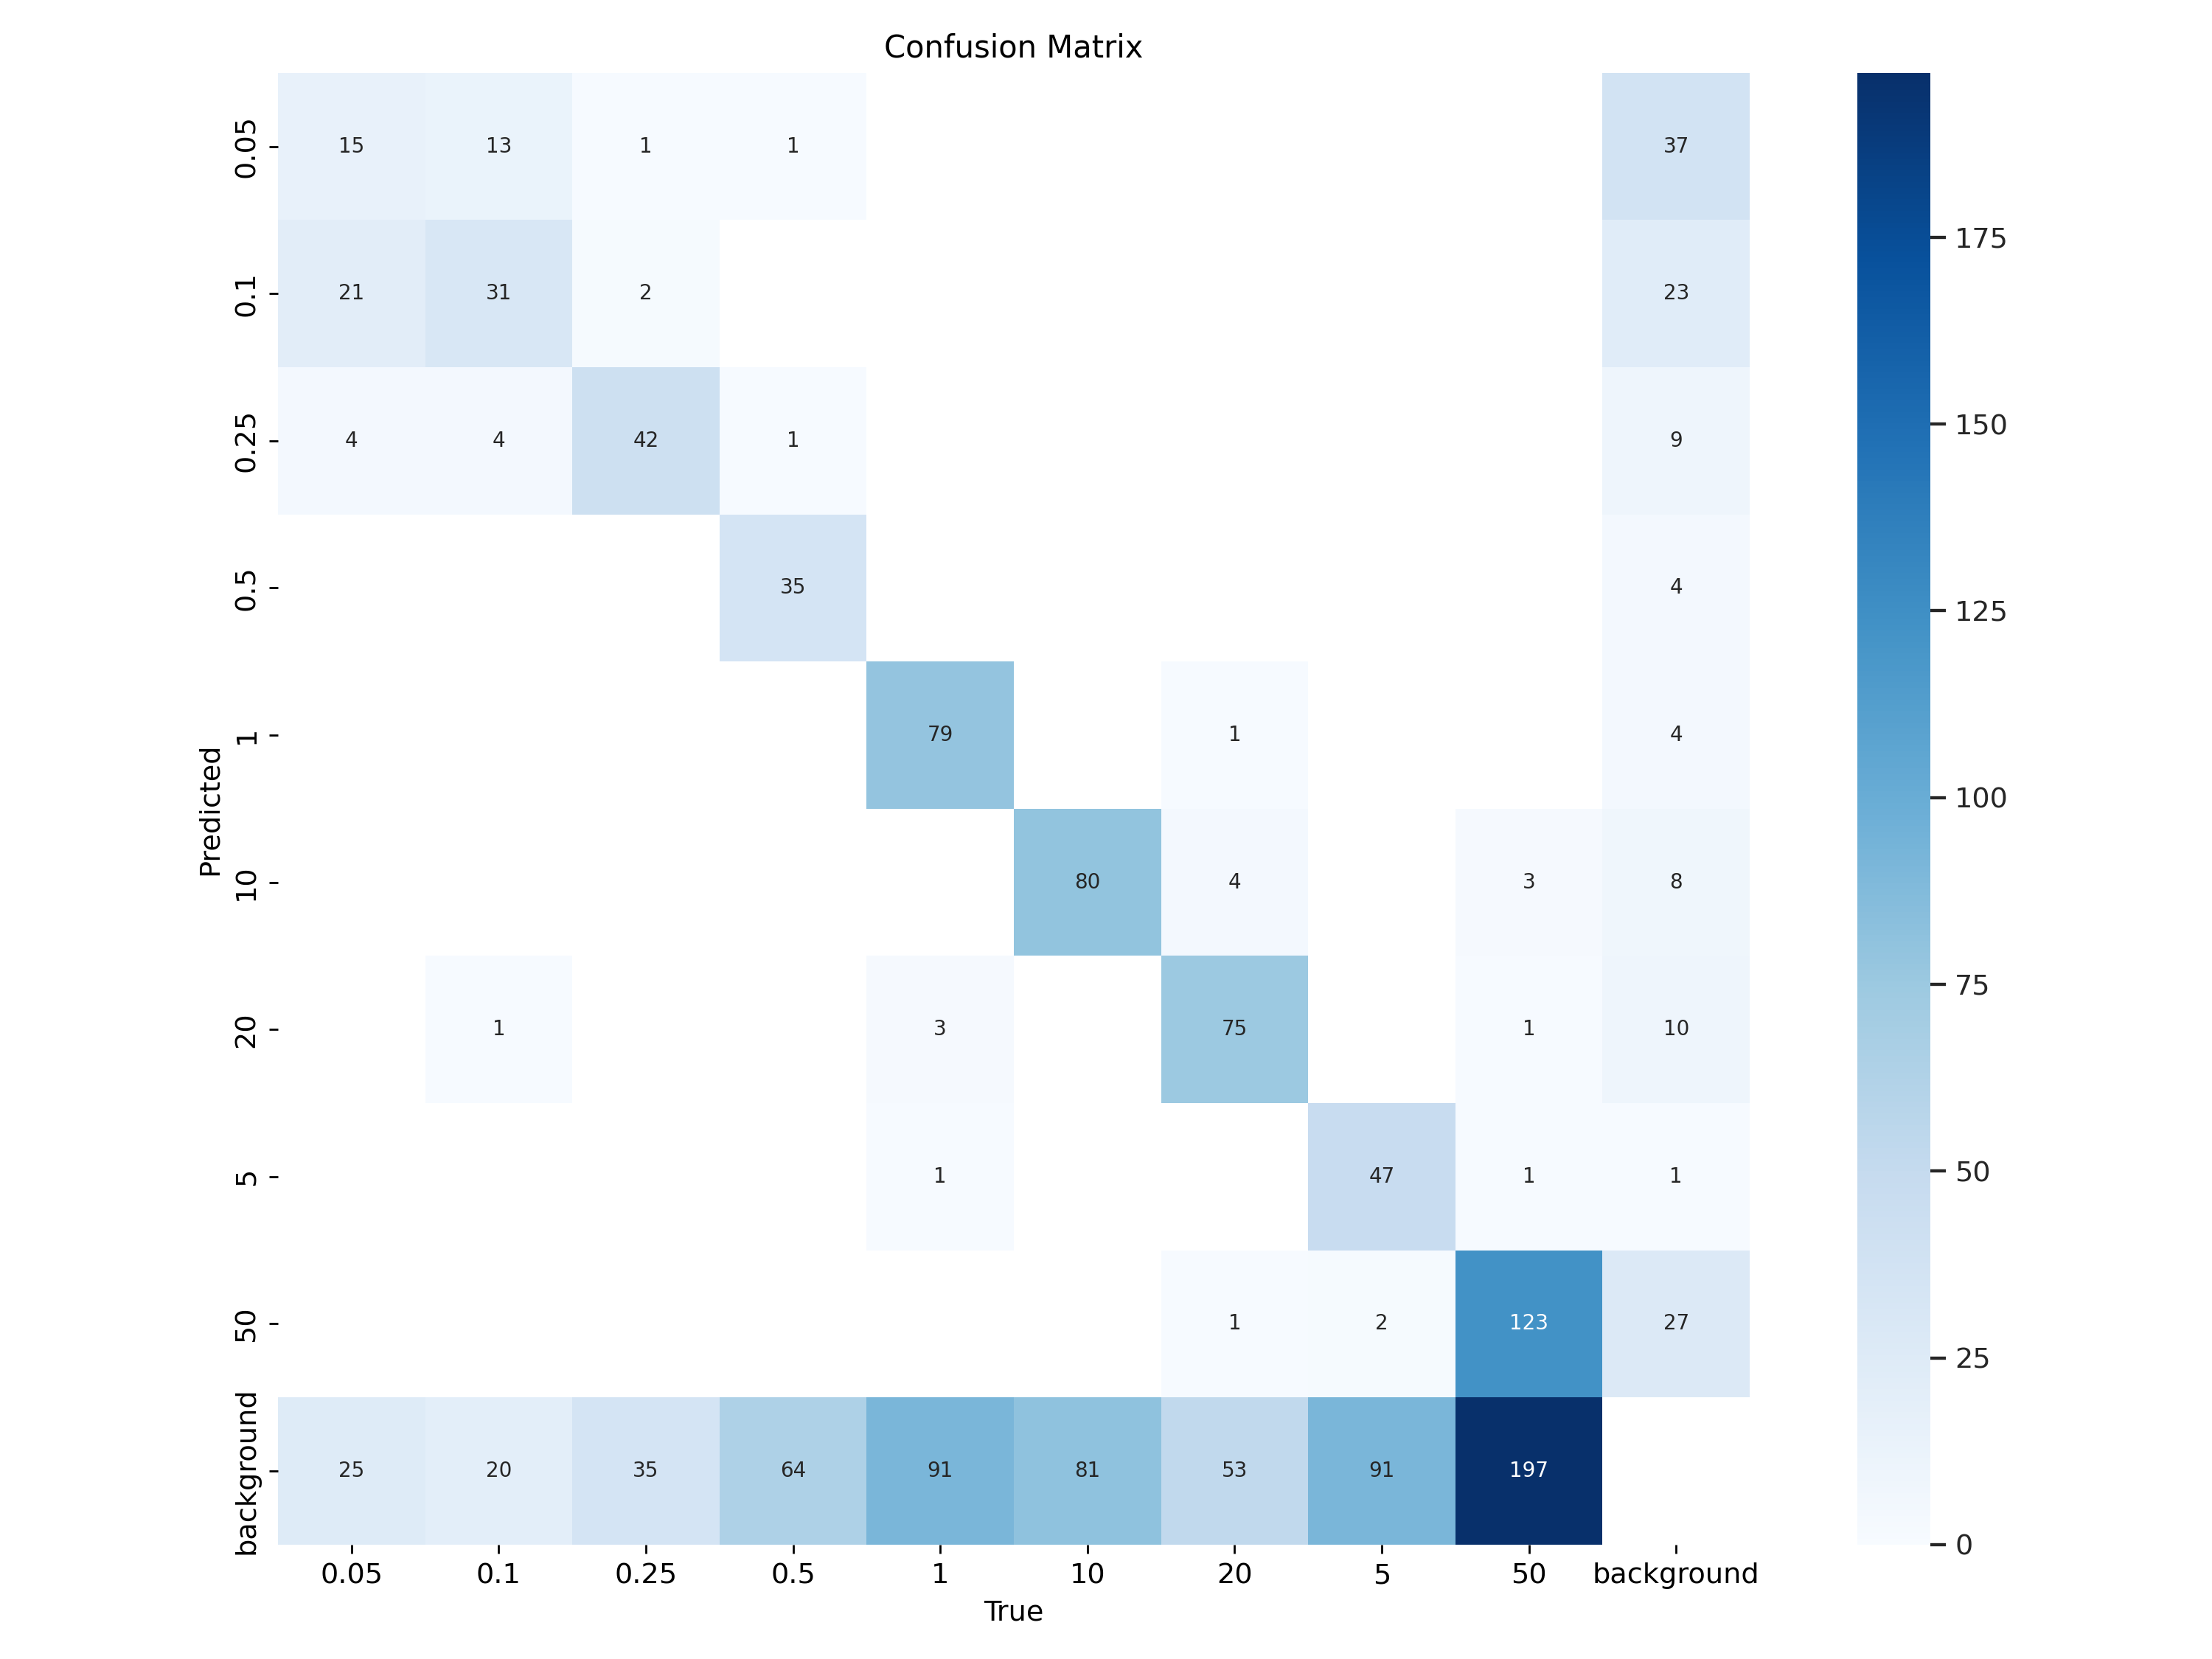 Confusion Matrix
0.05 15 13 1 1 37
0.1 21 31 2 23
0.25 4 4 42 1 9
0.5 35 4
1 79 1 4
10 80 4 3 8
20 1 3 75 1 10
5 1 47 1 1
50 1 2 123 27
background 25 20 35 64 91 81 53 91 197
0.05 0.1 0.25 0.5 1 10 20 5 50 background
True
Predicted
175
150
125
100
75
50
25
0